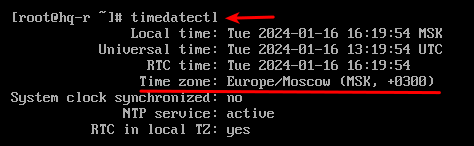 [root@hq-r ~]# timedatectl
Local time: Tue 2024-01-16 16:19:54 MSK
Universal time: Tue 2024-01-16 13:19:54 UTC
RTC time: Tue 2024-01-16 16:19:54
Time zone: Europe/Moscow (MSK, +0300)
System clock synchronized: no
NTP service: active
RTC in local TZ: yes